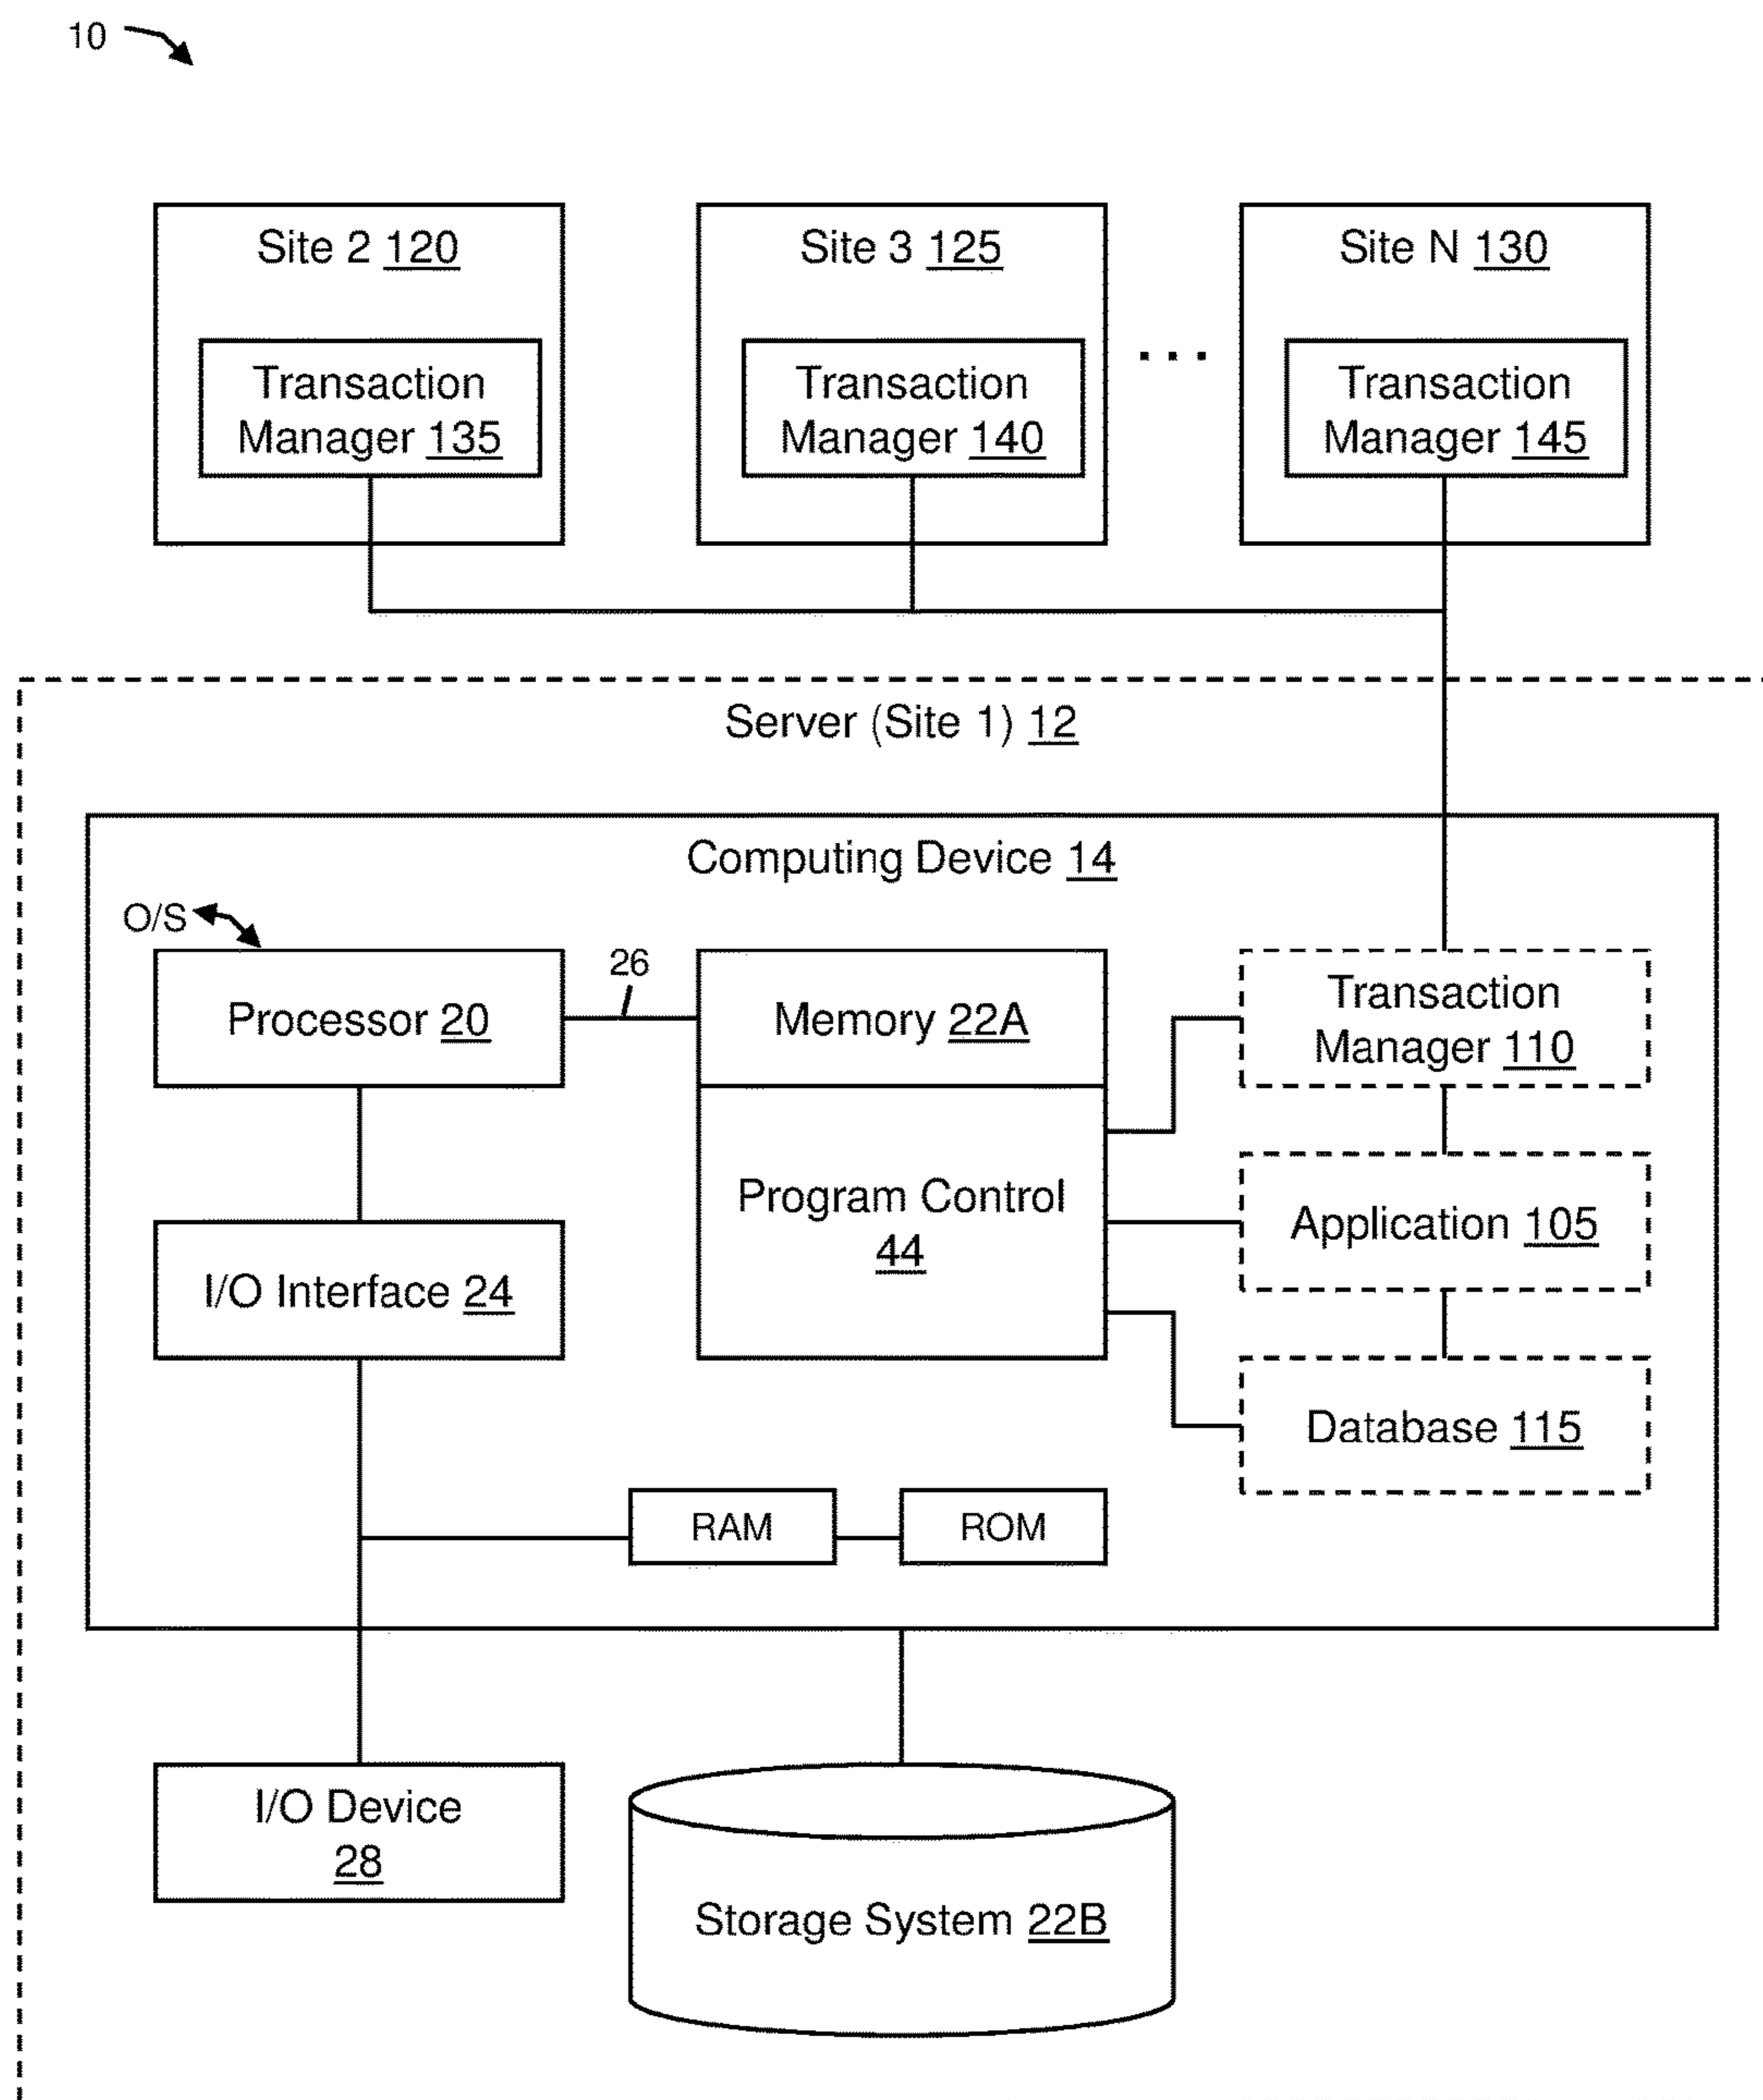 10
Site 2 120
Transaction
Manager 135
Site 3 125
Transaction
Manager 140
...
Site N 130
Transaction
Manager 145
Server (Site 1) 12
Computing Device 14
O/S
Processor 20
26
Memory 22A
Transaction
Manager 110
Program Control
44
Application 105
I/O Interface 24
Database 115
RAM
ROM
I/O Device
28
Storage System 22B